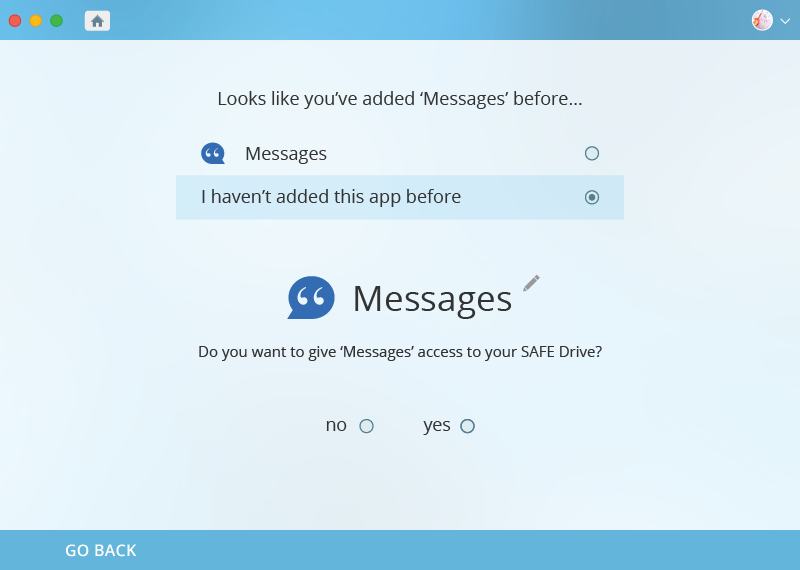 Looks like you’ve added ‘Messages’ before...
Messages
I haven’t added this app before
Messages
Do you want to give ‘Messages’ access to your SAFE Drive?
no yes
GO BACK